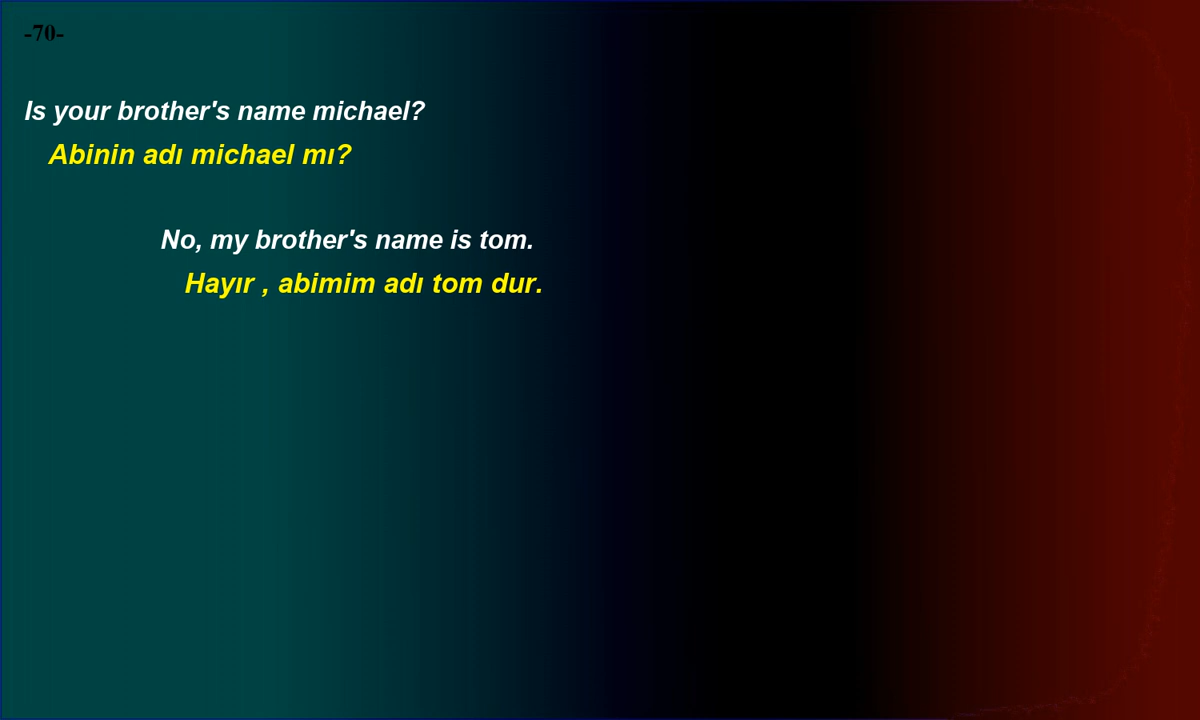 -70-
Is your brother's name michael?
Abinin adı michael mı?
No, my brother's name is tom.
Hayır , abimim adı tom dur.